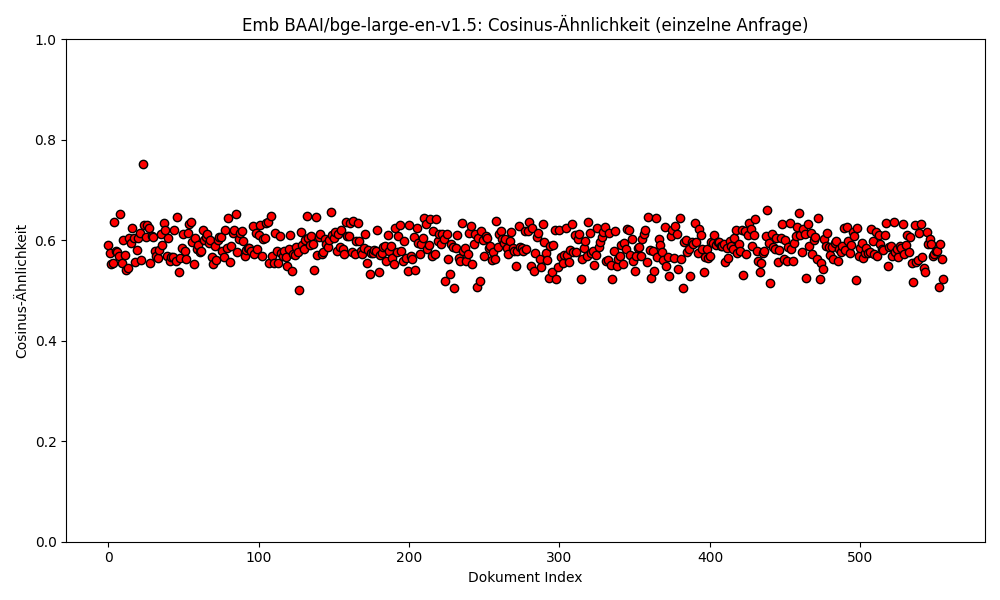 Emb BAAI/bge-large-en-v1.5: Cosinus-Ähnlichkeit (einzelne Anfrage)
1.0
0.8
0.6
0.4
0.2
0.0
Cosinus-Ähnlichkeit
0 100 200 300 400 500
Dokument Index